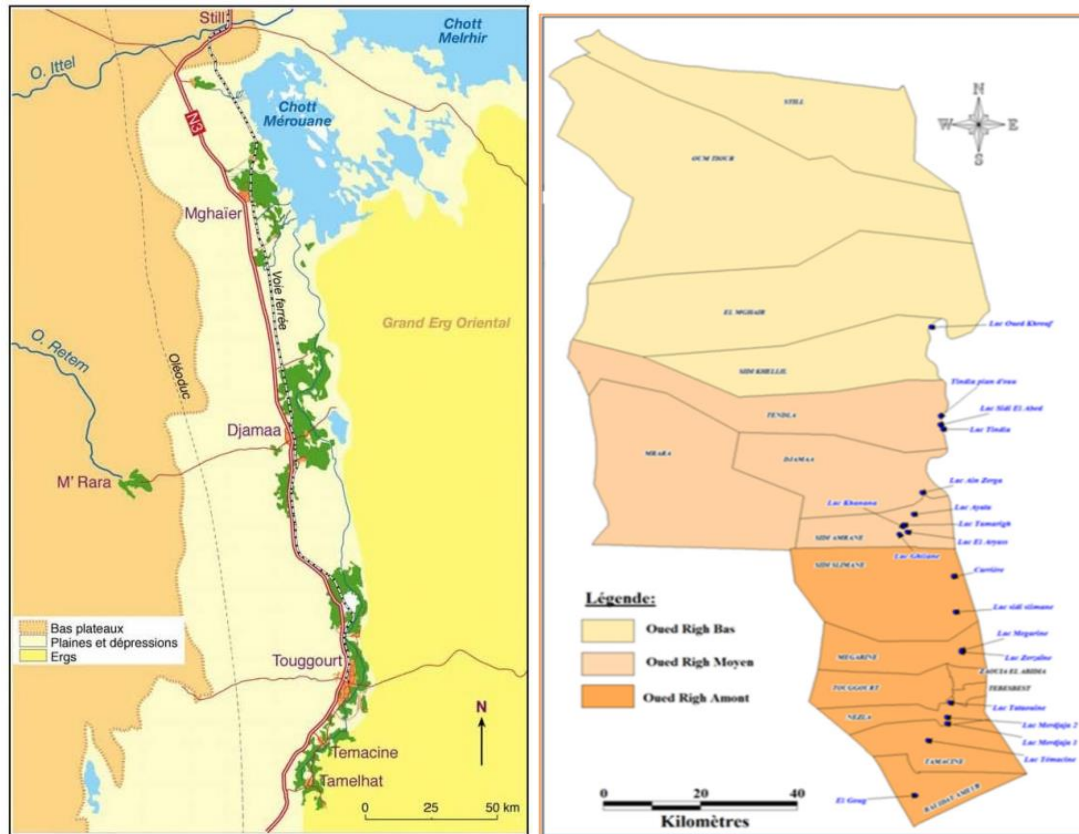 Still
Chott
Melrhir
O. Ittel
Chott
Mérouane
N3
Mghaïer
Voie ferrée
Grand Erg Oriental
O. Retem
Oléoduc
Djamaa
M' Rara
Bas plateaux
Plaines et dépressions
Ergs
Touggourt
N
Temacine
Tamelhat
0 25 50 km
N
W E
S
STILL
OUM TIOUR
EL MGHAIR
Lac Oued Khrouf
SIDI KHELLIL
Tindla plan d'eau
TENDLA
Lac Sidi El Abed
Lac Tindla
MRARA
DJAMAA
Lac Ain Zerga
Lac Khanana
Lac Ayata
Lac Tamarigh
SIDI AMRANE
Lac El Ayass
Lac Ghilane
SIDI SLIMANE
Carrière
Légende:
Lac sidi slimane
Oued Righ Bas
Lac Megarine
MEGARINE
Lac Zerzaïne
Oued Righ Moyen
ZAOUIA EL ABIDIA
TOUGGOURT
TEBESBEST
Oued Righ Amont
NEZLA
Lac Merdjaja 2
Lac Merdjaja 1
Lac Témacine
TAMACINE
El Goug
BALIDAT AMEUR
0 20 40
Kilomètres